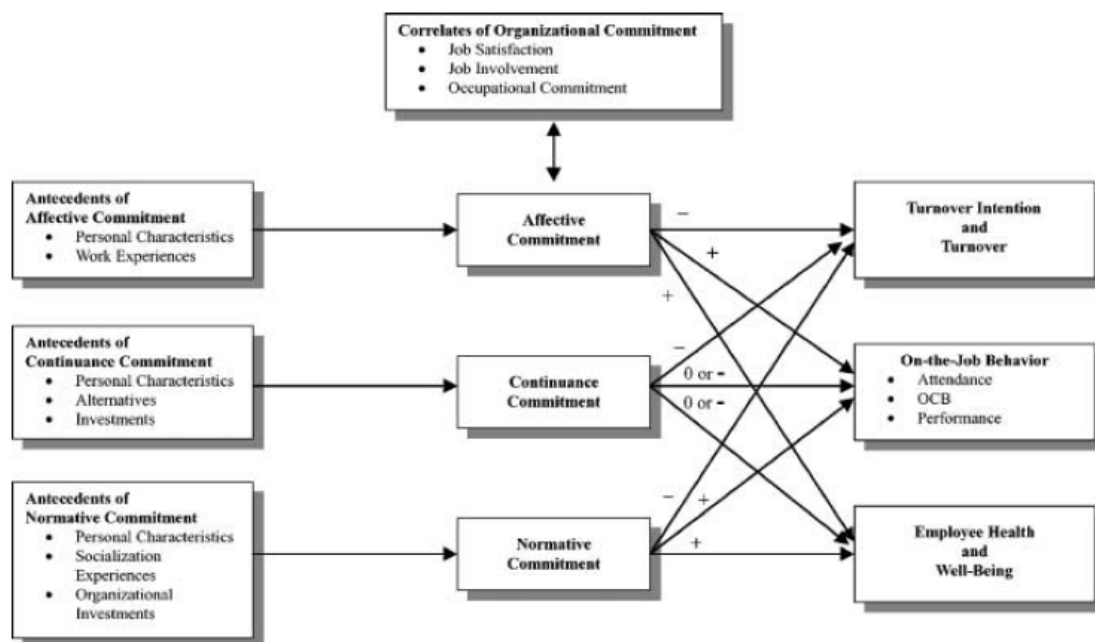 Correlates of Organizational Commitment
• Job Satisfaction
• Job Involvement
• Occupational Commitment
Antecedents of
Affective Commitment
• Personal Characteristics
• Work Experiences
Affective
Commitment
Turnover Intention
and
Turnover
−
+
+
Antecedents of
Continuance Commitment
• Personal Characteristics
• Alternatives
• Investments
Continuance
Commitment
−
0 or -
0 or -
On-the-Job Behavior
• Attendance
• OCB
• Performance
Antecedents of
Normative Commitment
• Personal Characteristics
• Socialization
Experiences
• Organizational
Investments
Normative
Commitment
−
+
+
Employee Health
and
Well-Being